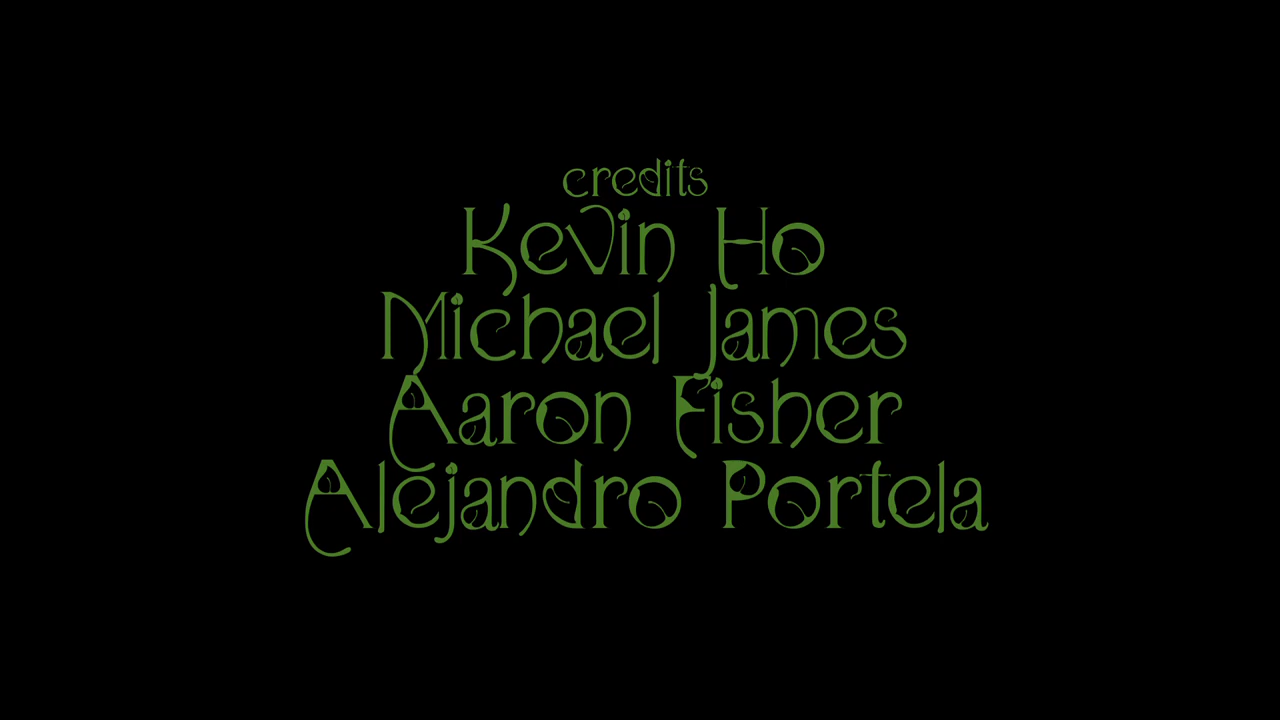 credits
Kevin Ho
Michael James
Aaron Fisher
Alejandro Portela